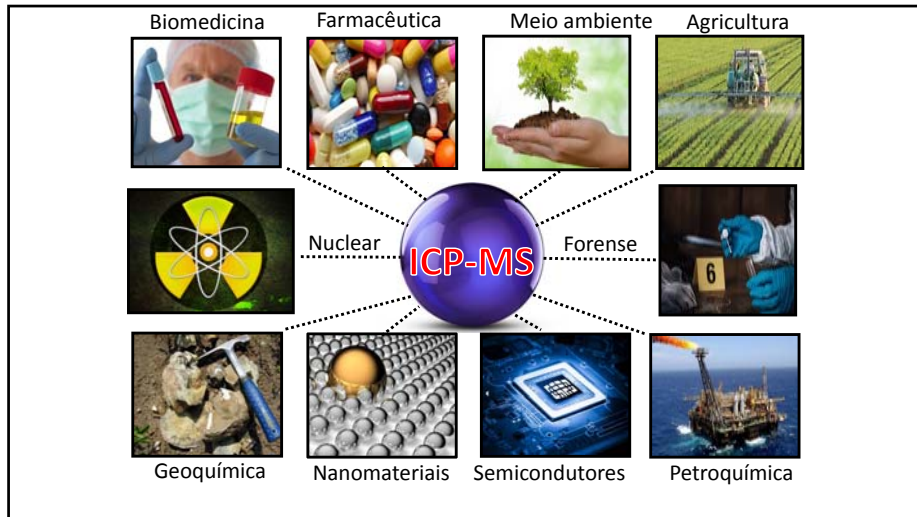 Biomedicina
Farmacêutica
Meio ambiente
Agricultura
Nuclear
ICP-MS
Forense
6
Geoquímica
Nanomateriais
Semicondutores
Petroquímica